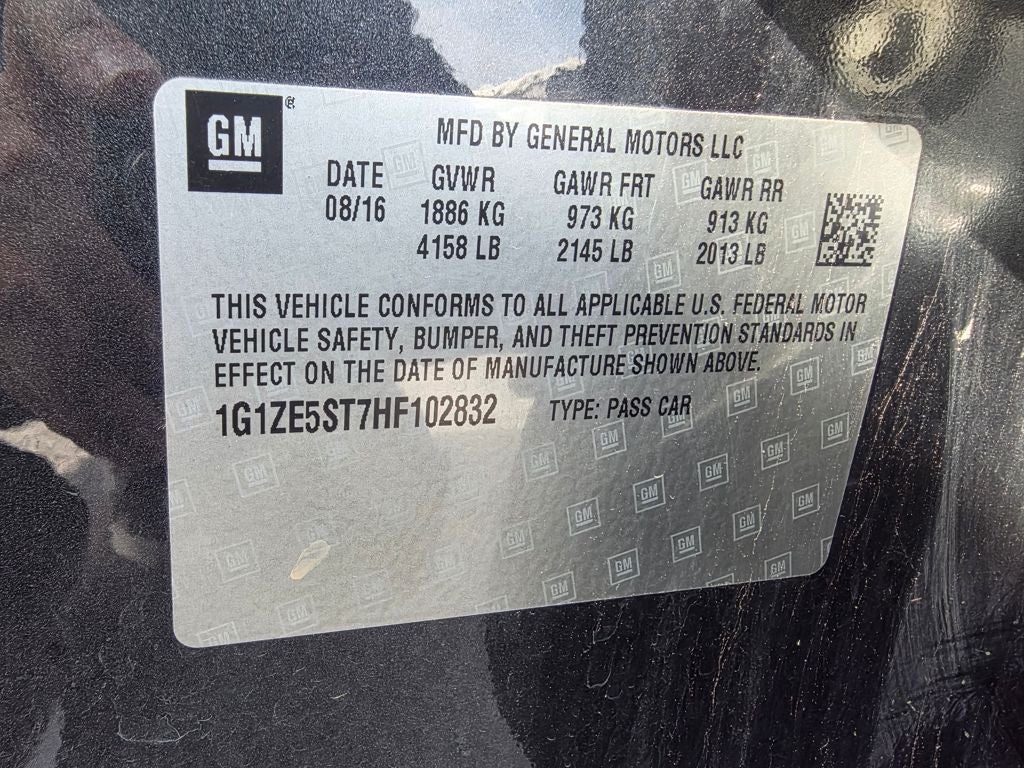 GM
MFD BY GENERAL MOTORS LLC
DATE GVWR GAWR FRT GAWR RR
08/16 1886 KG 973 KG 913 KG
4158 LB 2145 LB 2013 LB
THIS VEHICLE CONFORMS TO ALL APPLICABLE U.S. FEDERAL MOTOR
VEHICLE SAFETY, BUMPER, AND THEFT PREVENTION STANDARDS IN
EFFECT ON THE DATE OF MANUFACTURE SHOWN ABOVE.
1G1ZE5ST7HF102832 TYPE: PASS CAR